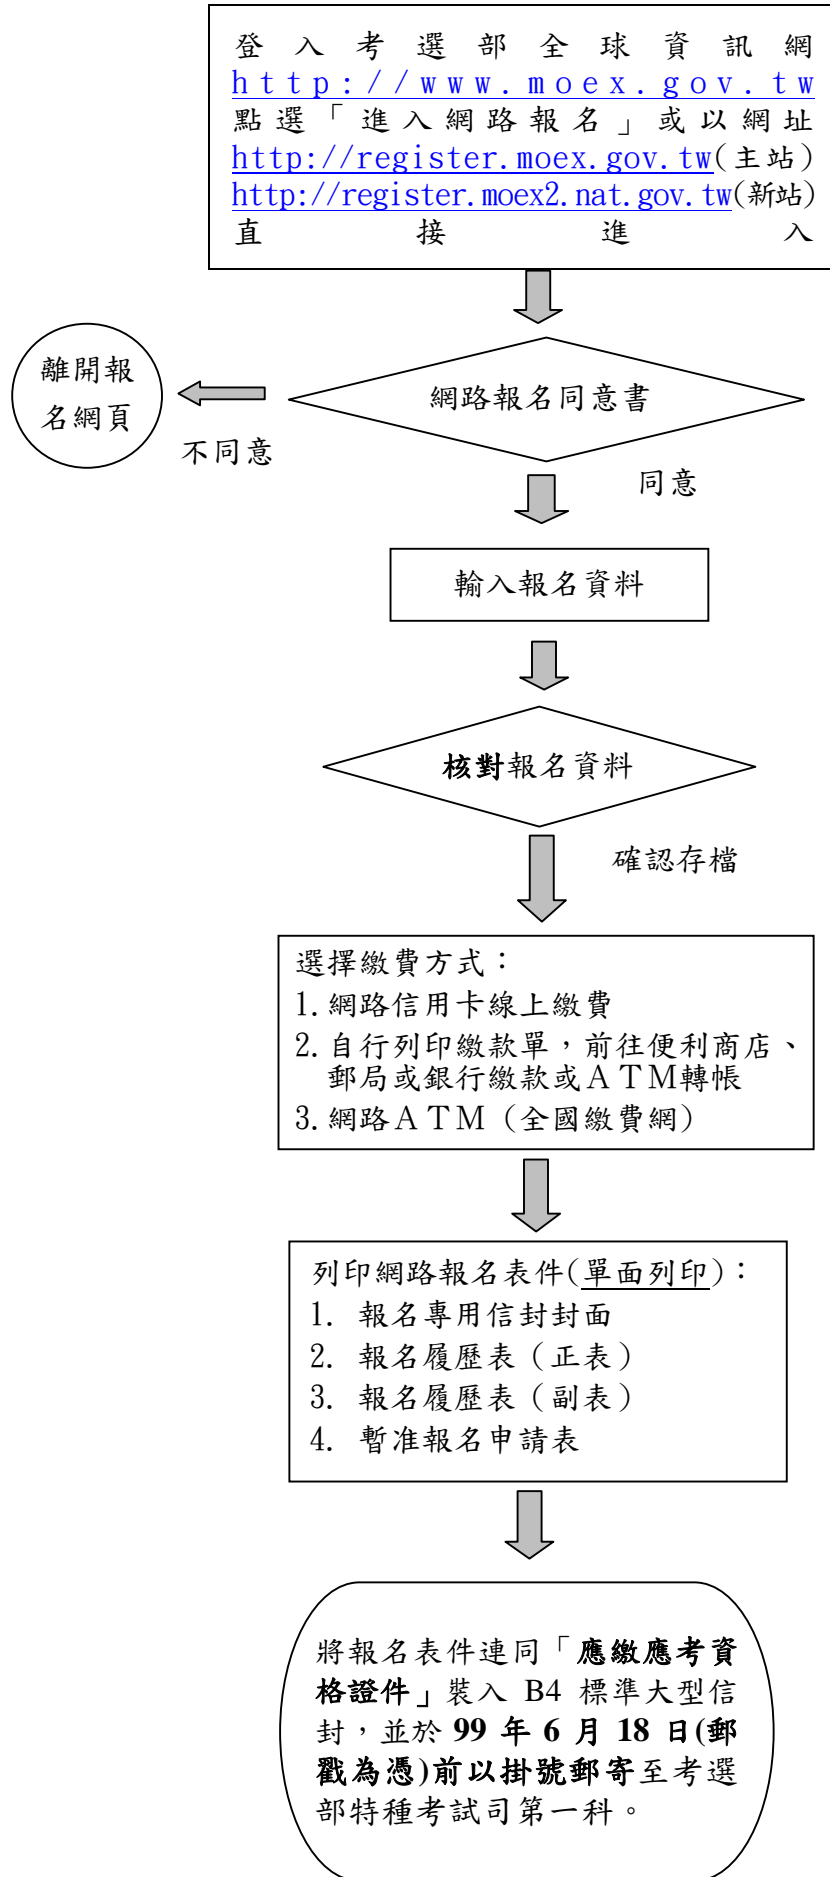 登入考選部全球資訊網
http://www.moex.gov.tw
點選「進入網路報名」或以網址
http://register.moex.gov.tw(主站)
http://register.moex2.nat.gov.tw(新站)
直接進入
離開報
名網頁
網路報名同意書
不同意
同意
輸入報名資料
核對報名資料
確認存檔
選擇繳費方式：
1.網路信用卡線上繳費
2.自行列印繳款單，前往便利商店、
郵局或銀行繳款或ＡＴＭ轉帳
3.網路ＡＴＭ（全國繳費網）
列印網路報名表件(單面列印)：
1. 報名專用信封封面
2. 報名履歷表（正表）
3. 報名履歷表（副表）
4. 暫准報名申請表
將報名表件連同「應繳應考資
格證件」裝入 B4 標準大型信
封，並於 99 年 6 月 18 日(郵
戳為憑)前以掛號郵寄至考選
部特種考試司第一科。